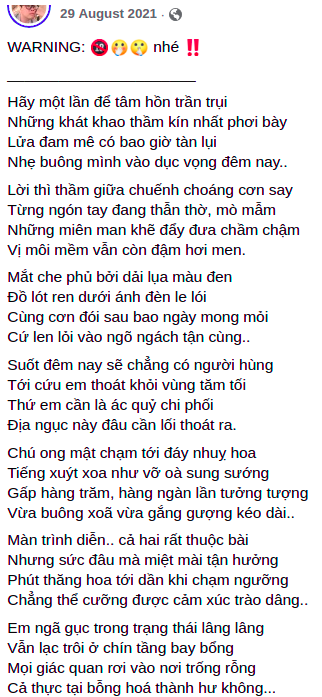 29 August 2021 ·
WARNING: 🔞🤭🤭 nhé ‼️
Hãy một lần để tâm hồn trần trụi
Những khát khao thầm kín nhất phơi bày
Lửa đam mê có bao giờ tàn lụi
Nhẹ buông mình vào dục vọng đêm nay..
Lời thì thầm giữa chuếnh choáng cơn say
Từng ngón tay đang thẫn thờ, mò mẫm
Những miên man khẽ đẩy đưa chầm chậm
Vị môi mềm vẫn còn đậm hơi men.
Mắt che phủ bởi dải lụa màu đen
Đồ lót ren dưới ánh đèn le lói
Cùng cơn đói sau bao ngày mong mỏi
Cứ len lỏi vào ngõ ngách tận cùng..
Suốt đêm nay sẽ chẳng có người hùng
Tới cứu em thoát khỏi vùng tăm tối
Thứ em cần là ác quỷ chi phối
Địa ngục này đâu cần lối thoát ra.
Chú ong mật chạm tới đáy nhuỵ hoa
Tiếng xuýt xoa như vỡ oà sung sướng
Gấp hàng trăm, hàng ngàn lần tưởng tượng
Vừa buông xoã vừa gắng gượng kéo dài..
Màn trình diễn.. cả hai rất thuộc bài
Nhưng sức đâu mà miệt mài tận hưởng
Phút thăng hoa tới dần khi chạm ngưỡng
Chẳng thể cưỡng được cảm xúc trào dâng..
Em ngã gục trong trạng thái lâng lâng
Vẫn lạc trôi ở chín tầng bay bổng
Mọi giác quan rơi vào nơi trống rỗng
Cả thực tại bỗng hoá thành hư không...